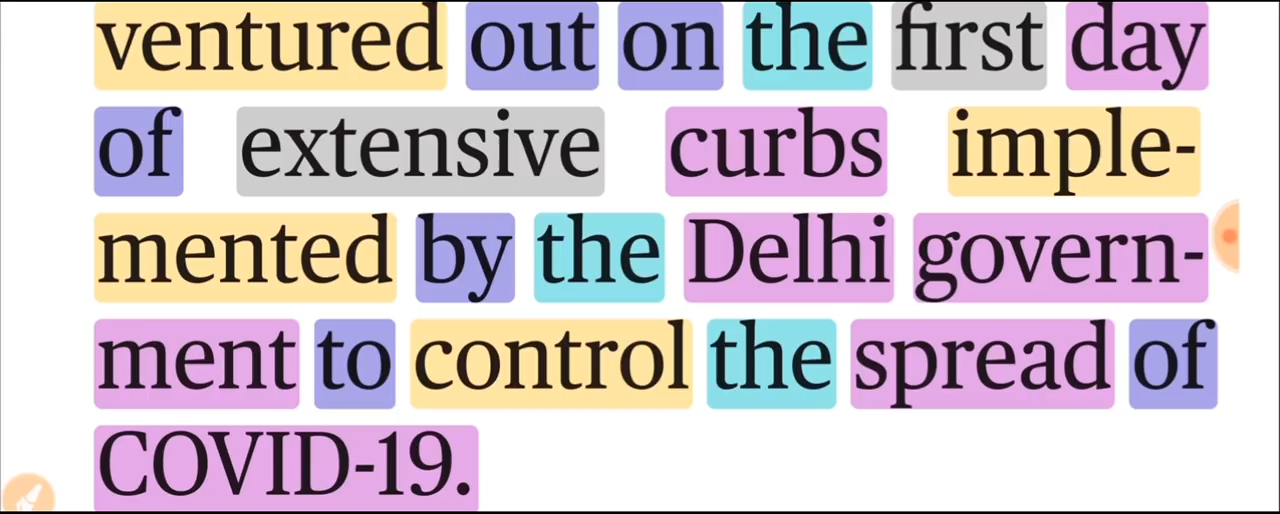 ventured out on the first day
of extensive curbs imple-
mented by the Delhi govern-
ment to control the spread of
COVID-19.